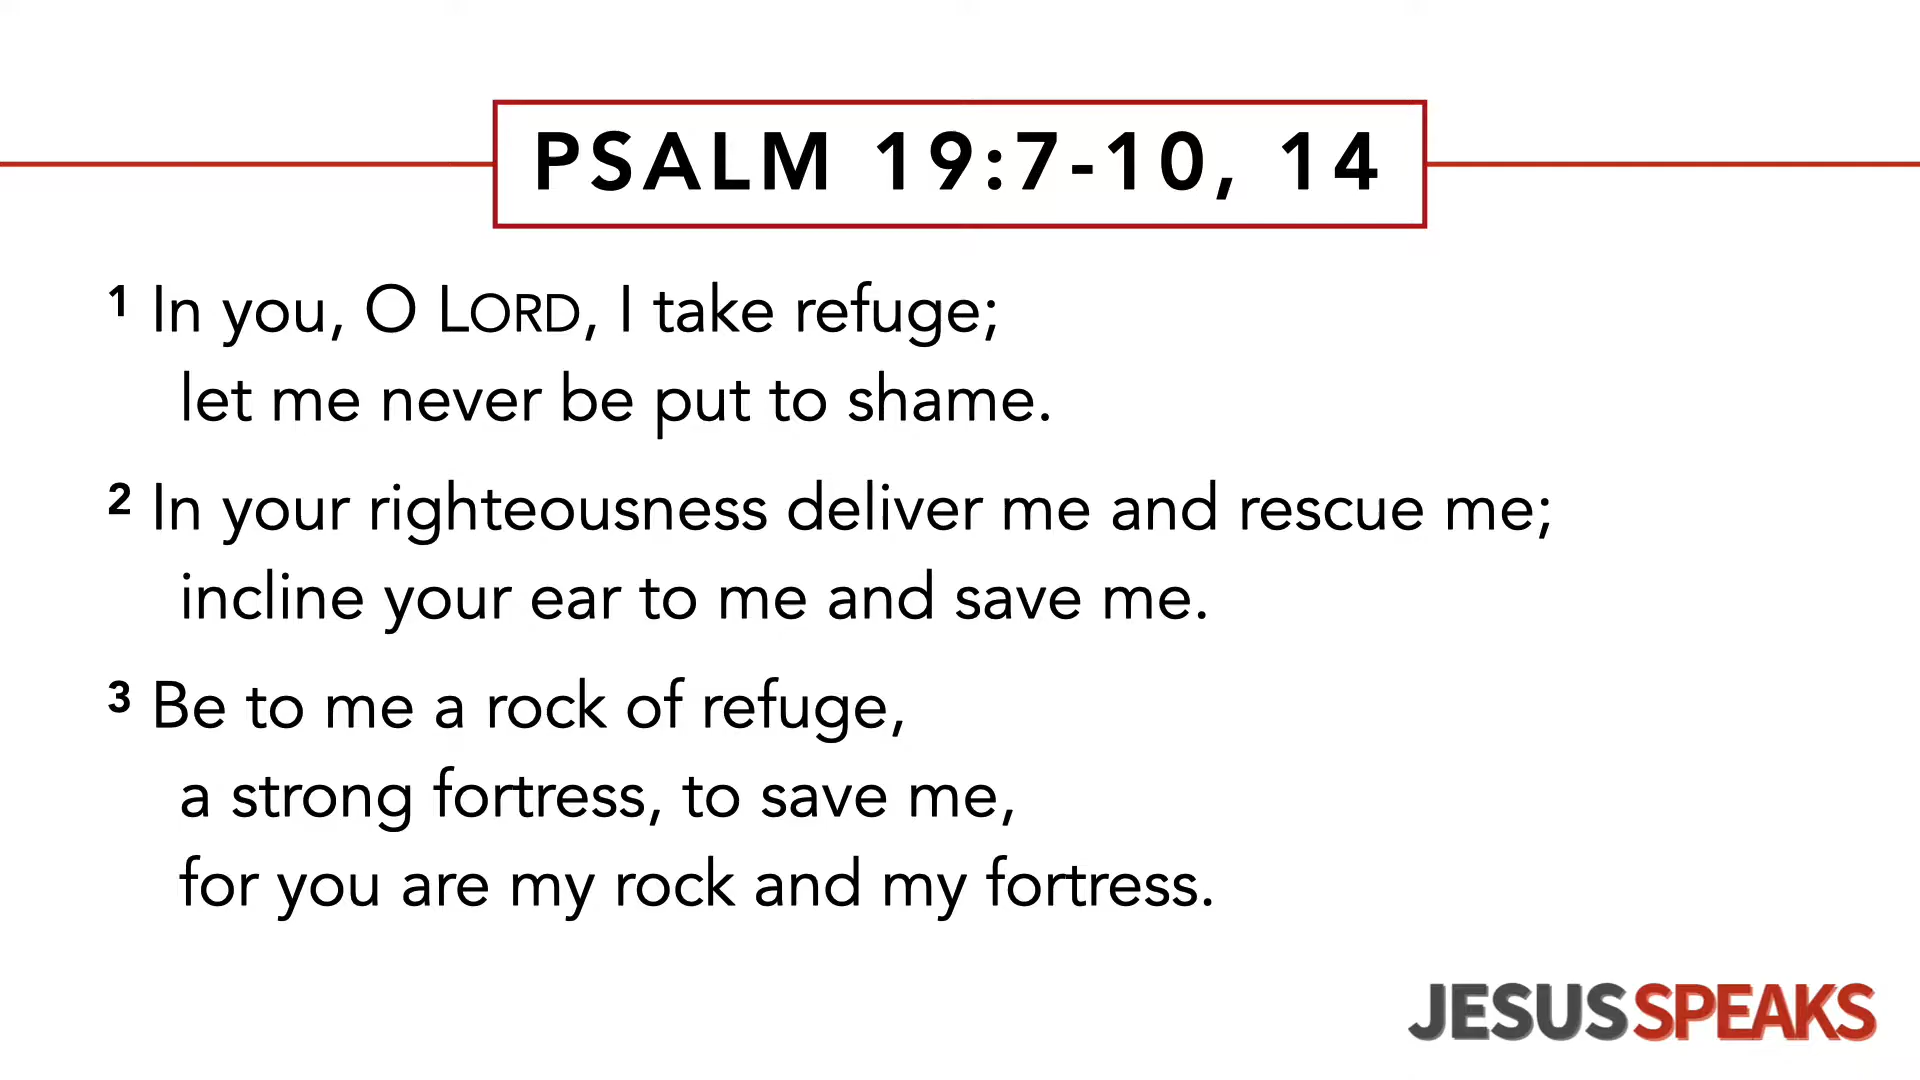 PSALM 19:7-10, 14
1 In you, O LORD, I take refuge;
let me never be put to shame.
2 In your righteousness deliver me and rescue me;
incline your ear to me and save me.
3 Be to me a rock of refuge,
a strong fortress, to save me,
for you are my rock and my fortress.
JESUS SPEAKS